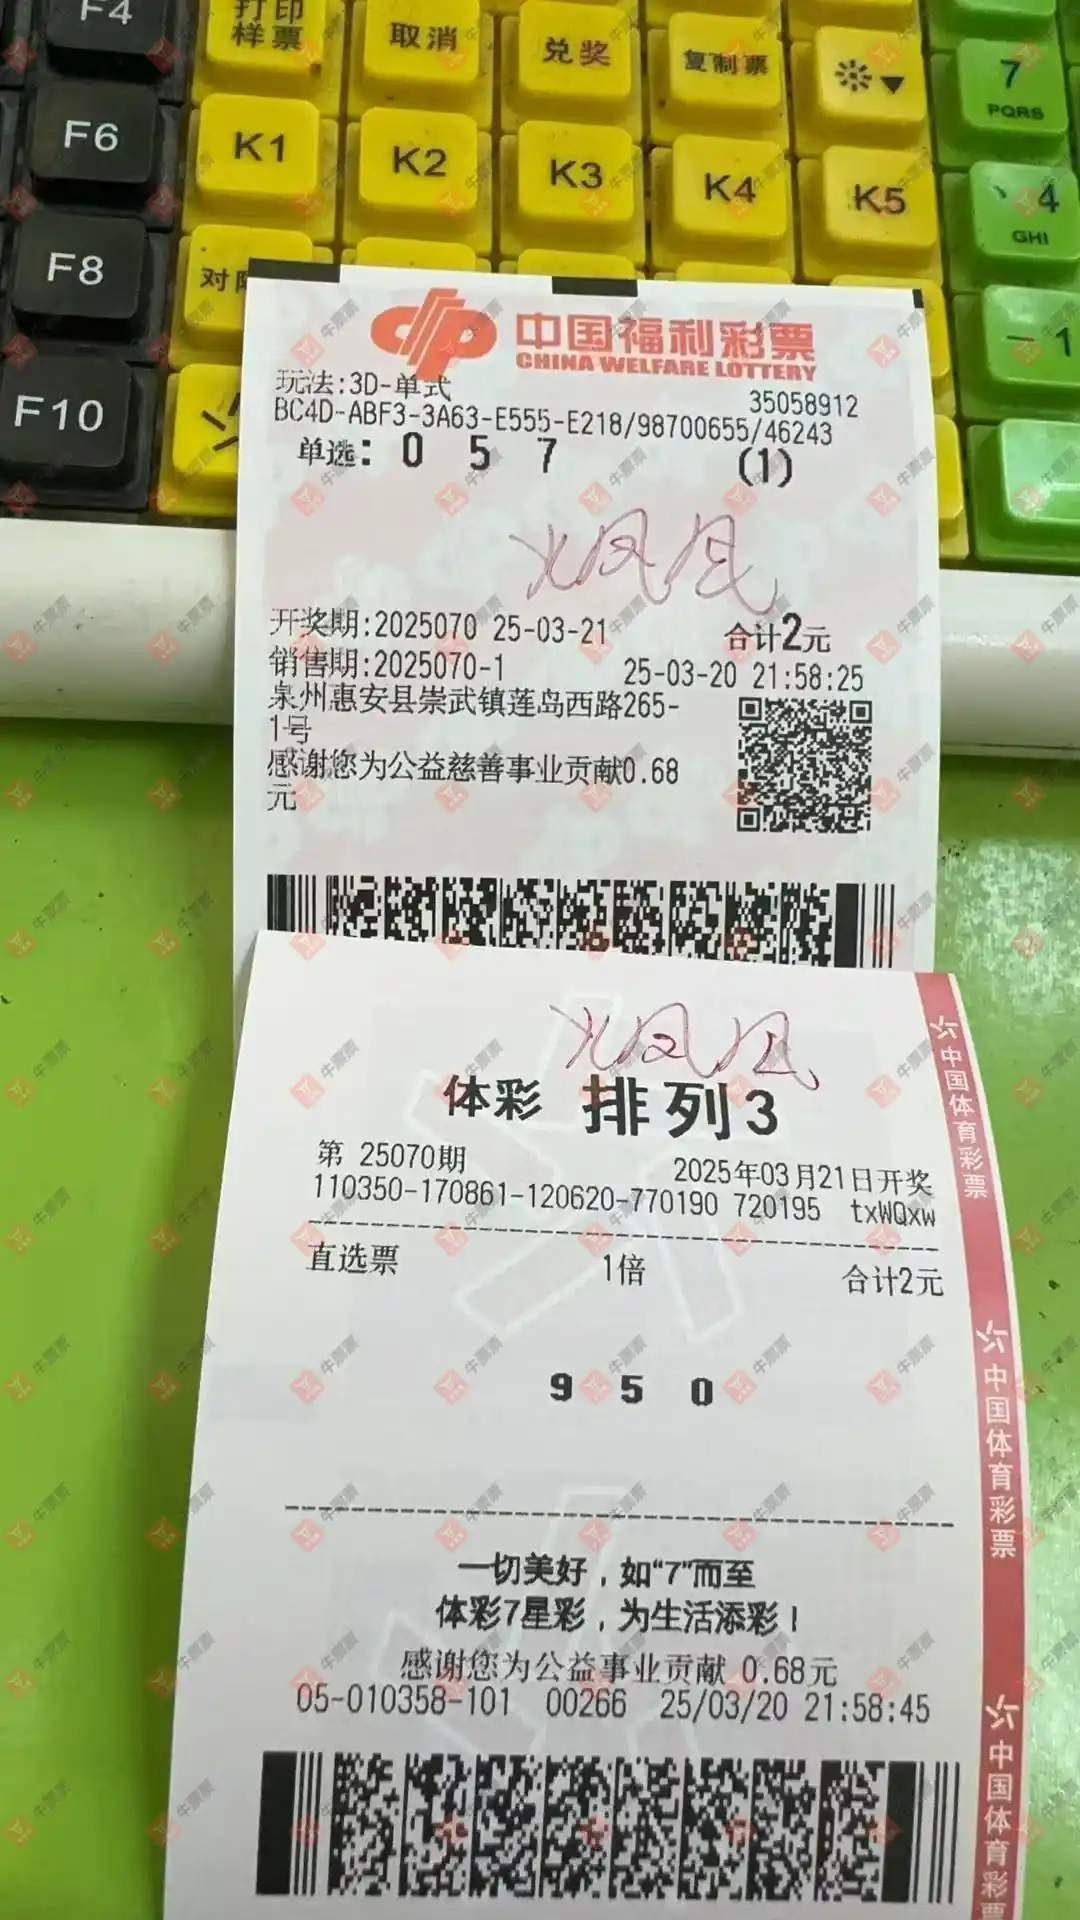 F4
打印
样票
取消
兑奖
复制票
7
PQRS
F6
K1
K2
K3
K4
K5
4
GHI
F8
一1
F10
中国福利彩票
CHINA WELFARE LOTTERY
玩法:3D-单式
35058912
BC4D-ABF3-3A63-E555-E218/98700655/46243
单选: 0 5 7 (1)
火凤凰
开奖期:2025070 25-03-21 合计2元
销售期:2025070-1 25-03-20 21:58:25
泉州惠安县崇武镇莲岛西路265-
1号
感谢您为公益慈善事业贡献0.68
元
火凤凰
体彩 排列3
第 25070期 2025年03月21日开奖
110350-170861-120620-770190 720195 txWQxw
直选票 1倍 合计2元
9 5 0
一切美好，如“7”而至
体彩7星彩，为生活添彩！
感谢您为公益事业贡献 0.68元
05-010358-101 00266 25/03/20 21:58:45
中国体育彩票
中国体育彩票
中国体育彩票
牛票票